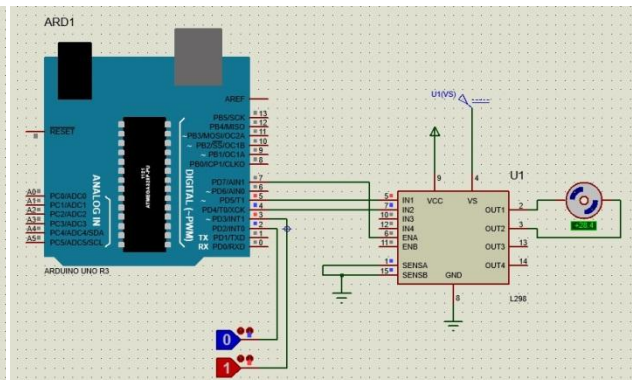 ARD1
AREF
RESET
PB5/SCK 13
PB4/MISO 12
~PB3/MOSI/OC2A 11
~PB2/SS/OC1B 10
~PB1/OC1A 9
PB0/ICP1/CLKO 8
PD7/AIN1 7
~PD6/AIN0 6
~PD5/T1 5
PD4/T0/XCK 4
~PD3/INT1 3
PD2/INT0 2
TX PD1/TXD 1
RX PD0/RXD 0
DIGITAL (~PWM)
ANALOG IN
A0 PC0/ADC0
A1 PC1/ADC1
A2 PC2/ADC2
A3 PC3/ADC3
A4 PC4/ADC4/SDA
A5 PC5/ADC5/SCL
ARDUINO UNO R3
0
1
U1(VS)
9
4
U1
5 IN1
7 IN2
10 IN3
12 IN4
6 ENA
11 ENB
1 SENSA
15 SENSB
VCC
VS
GND
8
OUT1 2
OUT2 3
OUT3 13
OUT4 14
L298